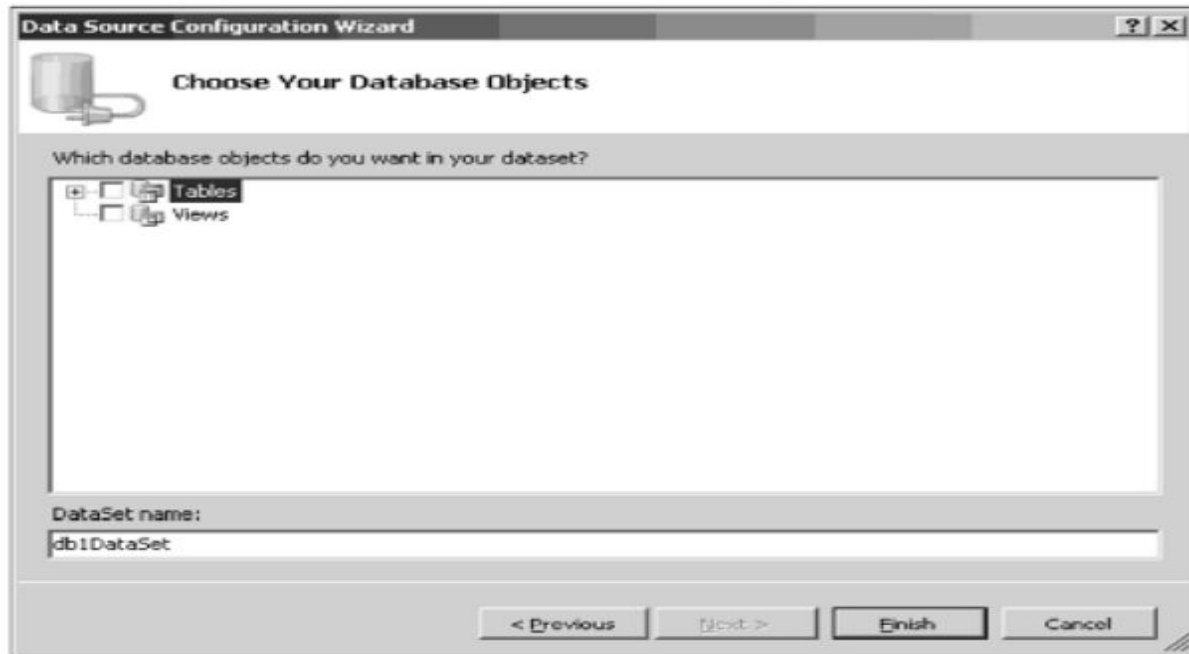 Data Source Configuration Wizard
Choose Your Database Objects
Which database objects do you want in your dataset?
Tables
Views
DataSet name:
db1DataSet
< Previous Next > Finish Cancel